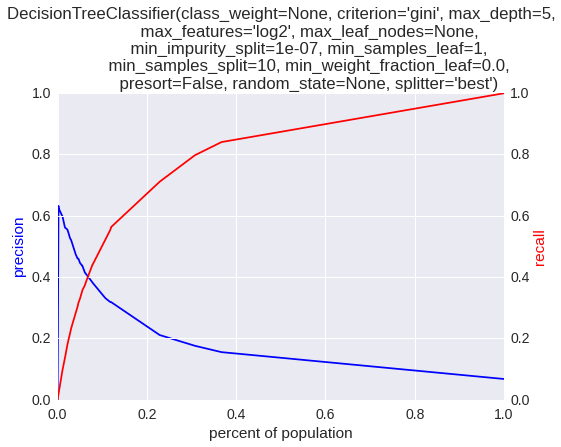 DecisionTreeClassifier(class_weight=None, criterion='gini', max_depth=5,
max_features='log2', max_leaf_nodes=None,
min_impurity_split=1e-07, min_samples_leaf=1,
min_samples_split=10, min_weight_fraction_leaf=0.0,
presort=False, random_state=None, splitter='best')
1.0
0.8
0.6
0.4
0.2
0.0
precision
1.0
0.8
0.6
0.4
0.2
0.0
recall
0.0 0.2 0.4 0.6 0.8 1.0
percent of population